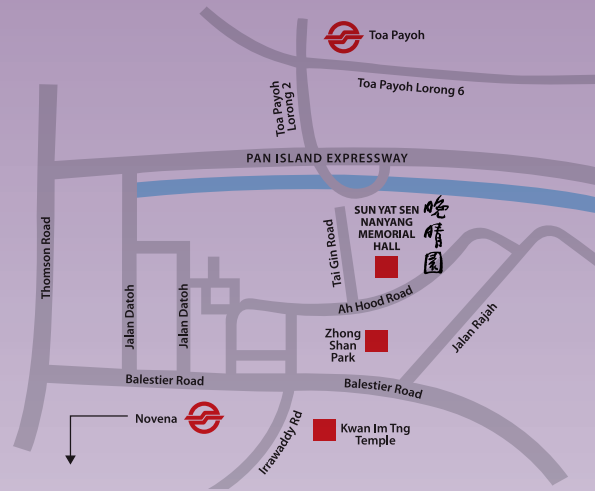 Toa Payoh
Toa Payoh
Lorong 2
Toa Payoh Lorong 6
PAN ISLAND EXPRESSWAY
SUN YAT SEN
NANYANG
MEMORIAL
HALL
晚晴園
Thomson Road
Tai Gin Road
Jalan Datoh
Jalan Datoh
Ah Hood Road
Zhong
Shan
Park
Jalan Rajah
Balestier Road
Balestier Road
Novena
Irrawaddy Rd
Kwan Im Tng
Temple